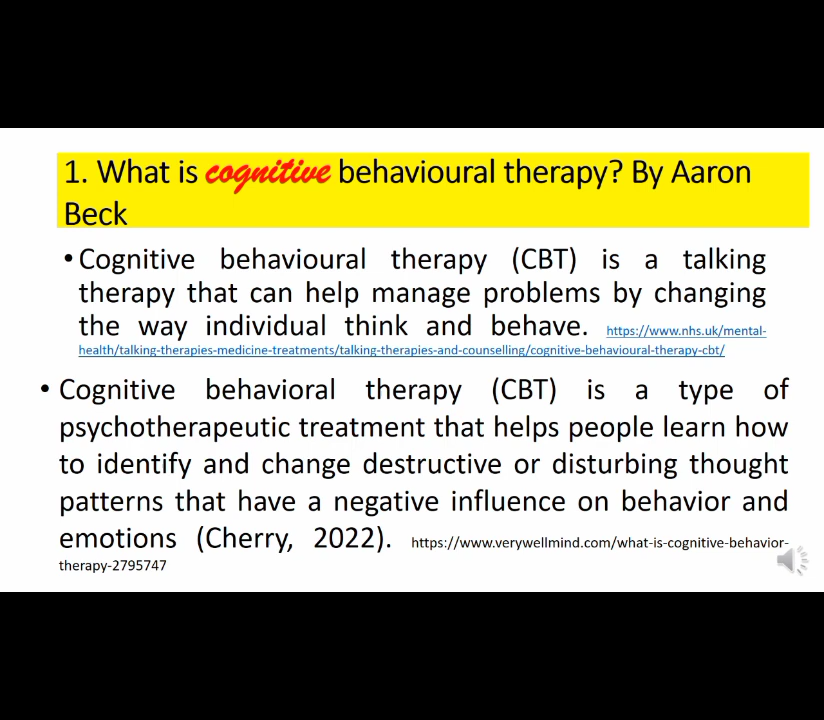 1. What is cognitive behavioural therapy? By Aaron
Beck
• Cognitive behavioural therapy (CBT) is a talking
therapy that can help manage problems by changing
the way individual think and behave. https://www.nhs.uk/mental-
health/talking-therapies-medicine-treatments/talking-therapies-and-counselling/cognitive-behavioural-therapy-cbt/
• Cognitive behavioral therapy (CBT) is a type of
psychotherapeutic treatment that helps people learn how
to identify and change destructive or disturbing thought
patterns that have a negative influence on behavior and
emotions (Cherry, 2022). https://www.verywellmind.com/what-is-cognitive-behavior-
therapy-2795747